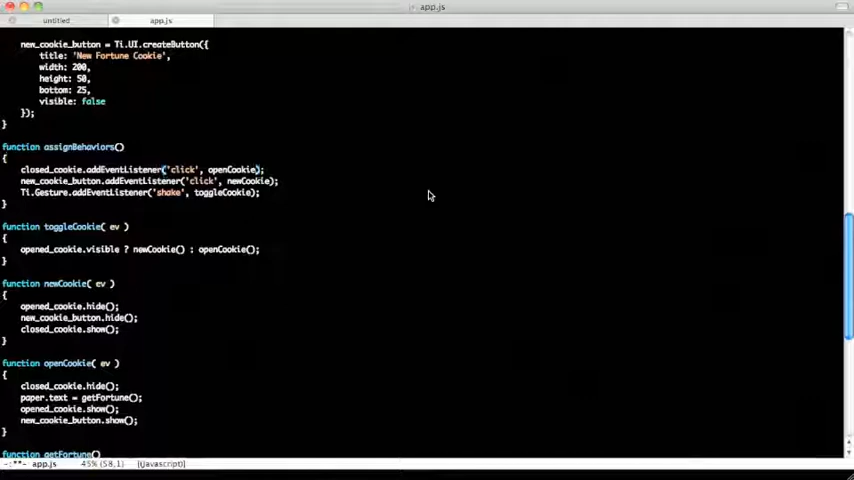 app.js
untitled
app.js
new_cookie_button = Ti.UI.createButton({
title: 'New Fortune Cookie',
width: 200,
height: 50,
bottom: 25,
visible: false
});
}
function assignBehaviors()
{
closed_cookie.addEventListener('click', openCookie);
new_cookie_button.addEventListener('click', newCookie);
Ti.Gesture.addEventListener('shake', toggleCookie);
}
function toggleCookie( ev )
{
opened_cookie.visible ? newCookie() : openCookie();
}
function newCookie( ev )
{
opened_cookie.hide();
new_cookie_button.hide();
closed_cookie.show();
}
function openCookie( ev )
{
closed_cookie.hide();
paper.text = getFortune();
opened_cookie.show();
new_cookie_button.show();
}
function getFortune()
-:**- app.js 45% (58,1) (Javascript)